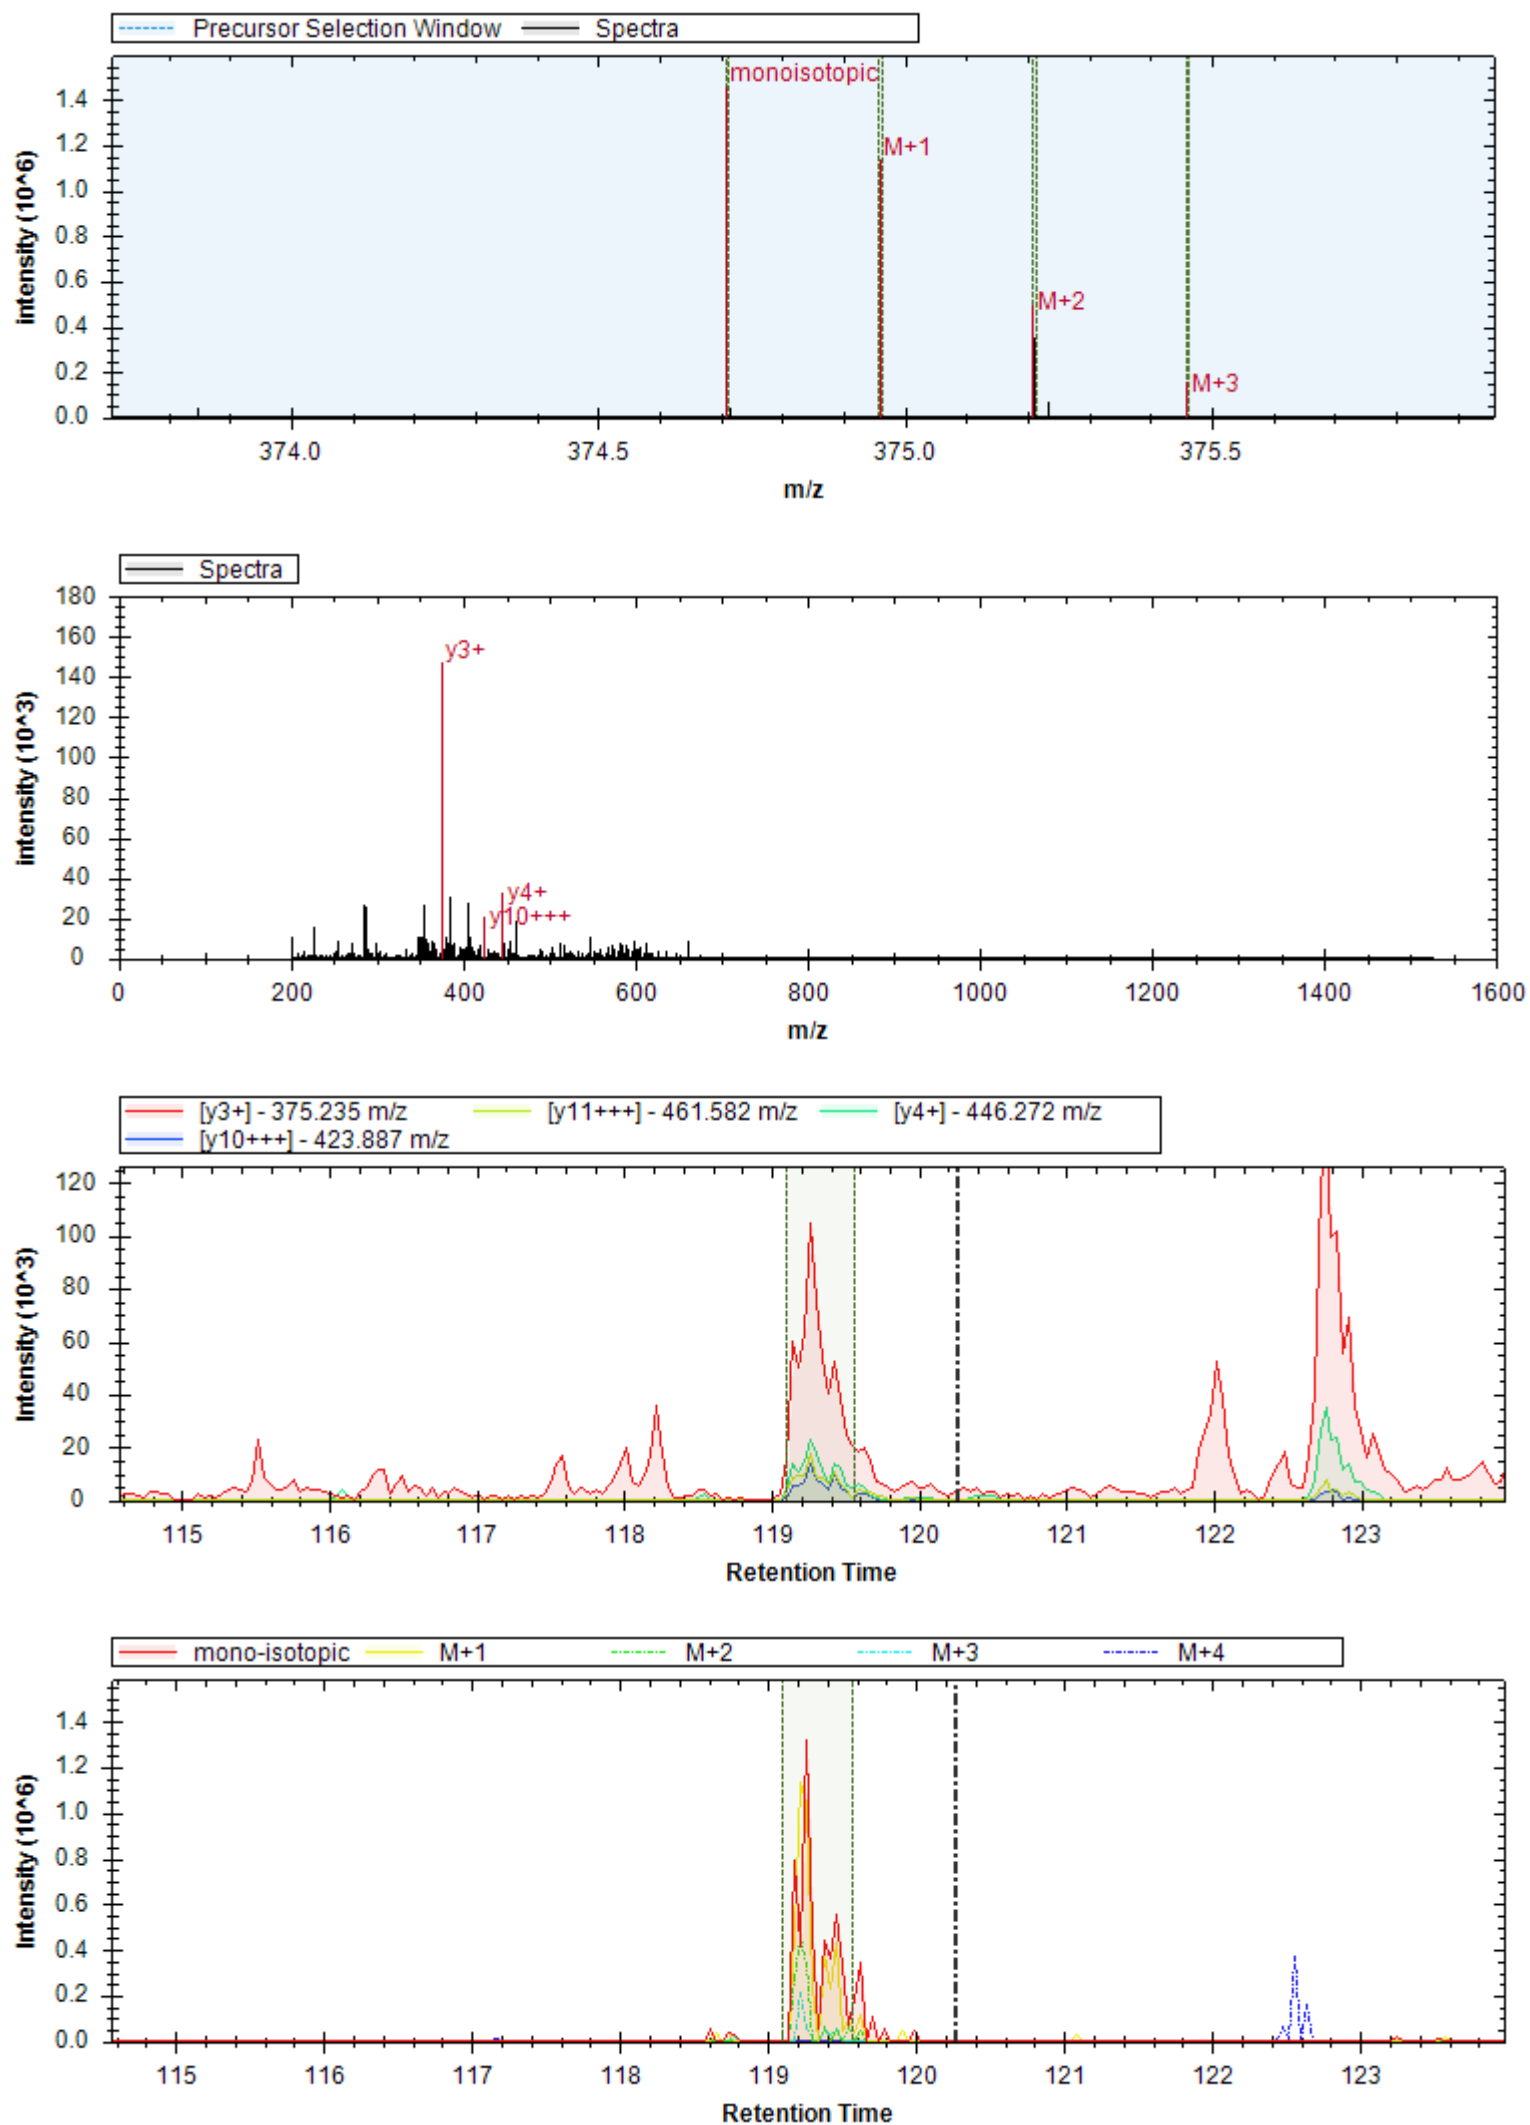 Precursor Selection Window Spectra
intensity (10^6)
1.4
1.2
1.0
0.8
0.6
0.4
0.2
0.0
monoisotopic
M+1
M+2
M+3
374.0 374.5 375.0 375.5
m/z
Spectra
intensity (10^3)
180
160
140
120
100
80
60
40
20
0
y3+
y4+
y10+++
0 200 400 600 800 1000 1200 1400 1600
m/z
[y3+] - 375.235 m/z [y11+++] - 461.582 m/z [y4+] - 446.272 m/z
[y10+++] - 423.887 m/z
Intensity (10^3)
120
100
80
60
40
20
0
115 116 117 118 119 120 121 122 123
Retention Time
mono-isotopic M+1 M+2 M+3 M+4
Intensity (10^6)
1.4
1.2
1.0
0.8
0.6
0.4
0.2
0.0
115 116 117 118 119 120 121 122 123
Retention Time